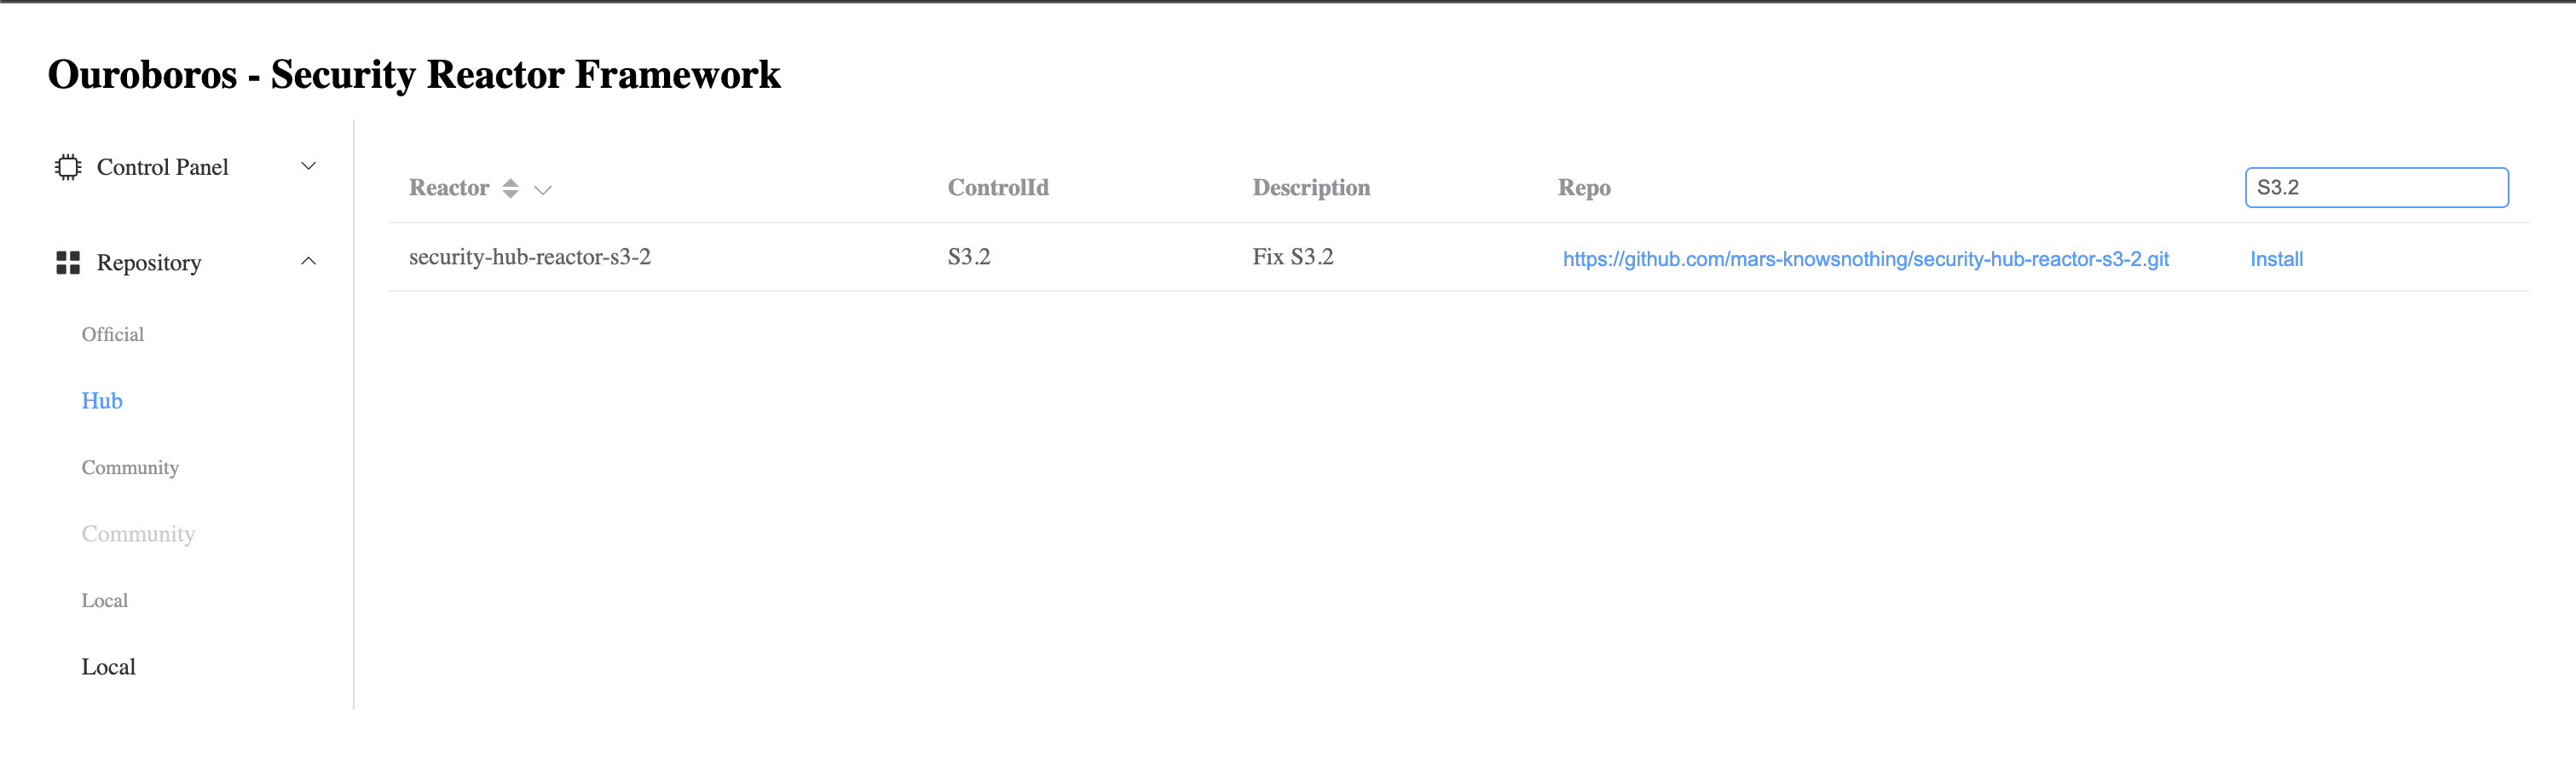 Ouroboros - Security Reactor Framework
Control Panel
Repository
Official
Hub
Community
Community
Local
Local
Reactor ControlId Description Repo S3.2
security-hub-reactor-s3-2 S3.2 Fix S3.2 https://github.com/mars-knowsnothing/security-hub-reactor-s3-2.git Install